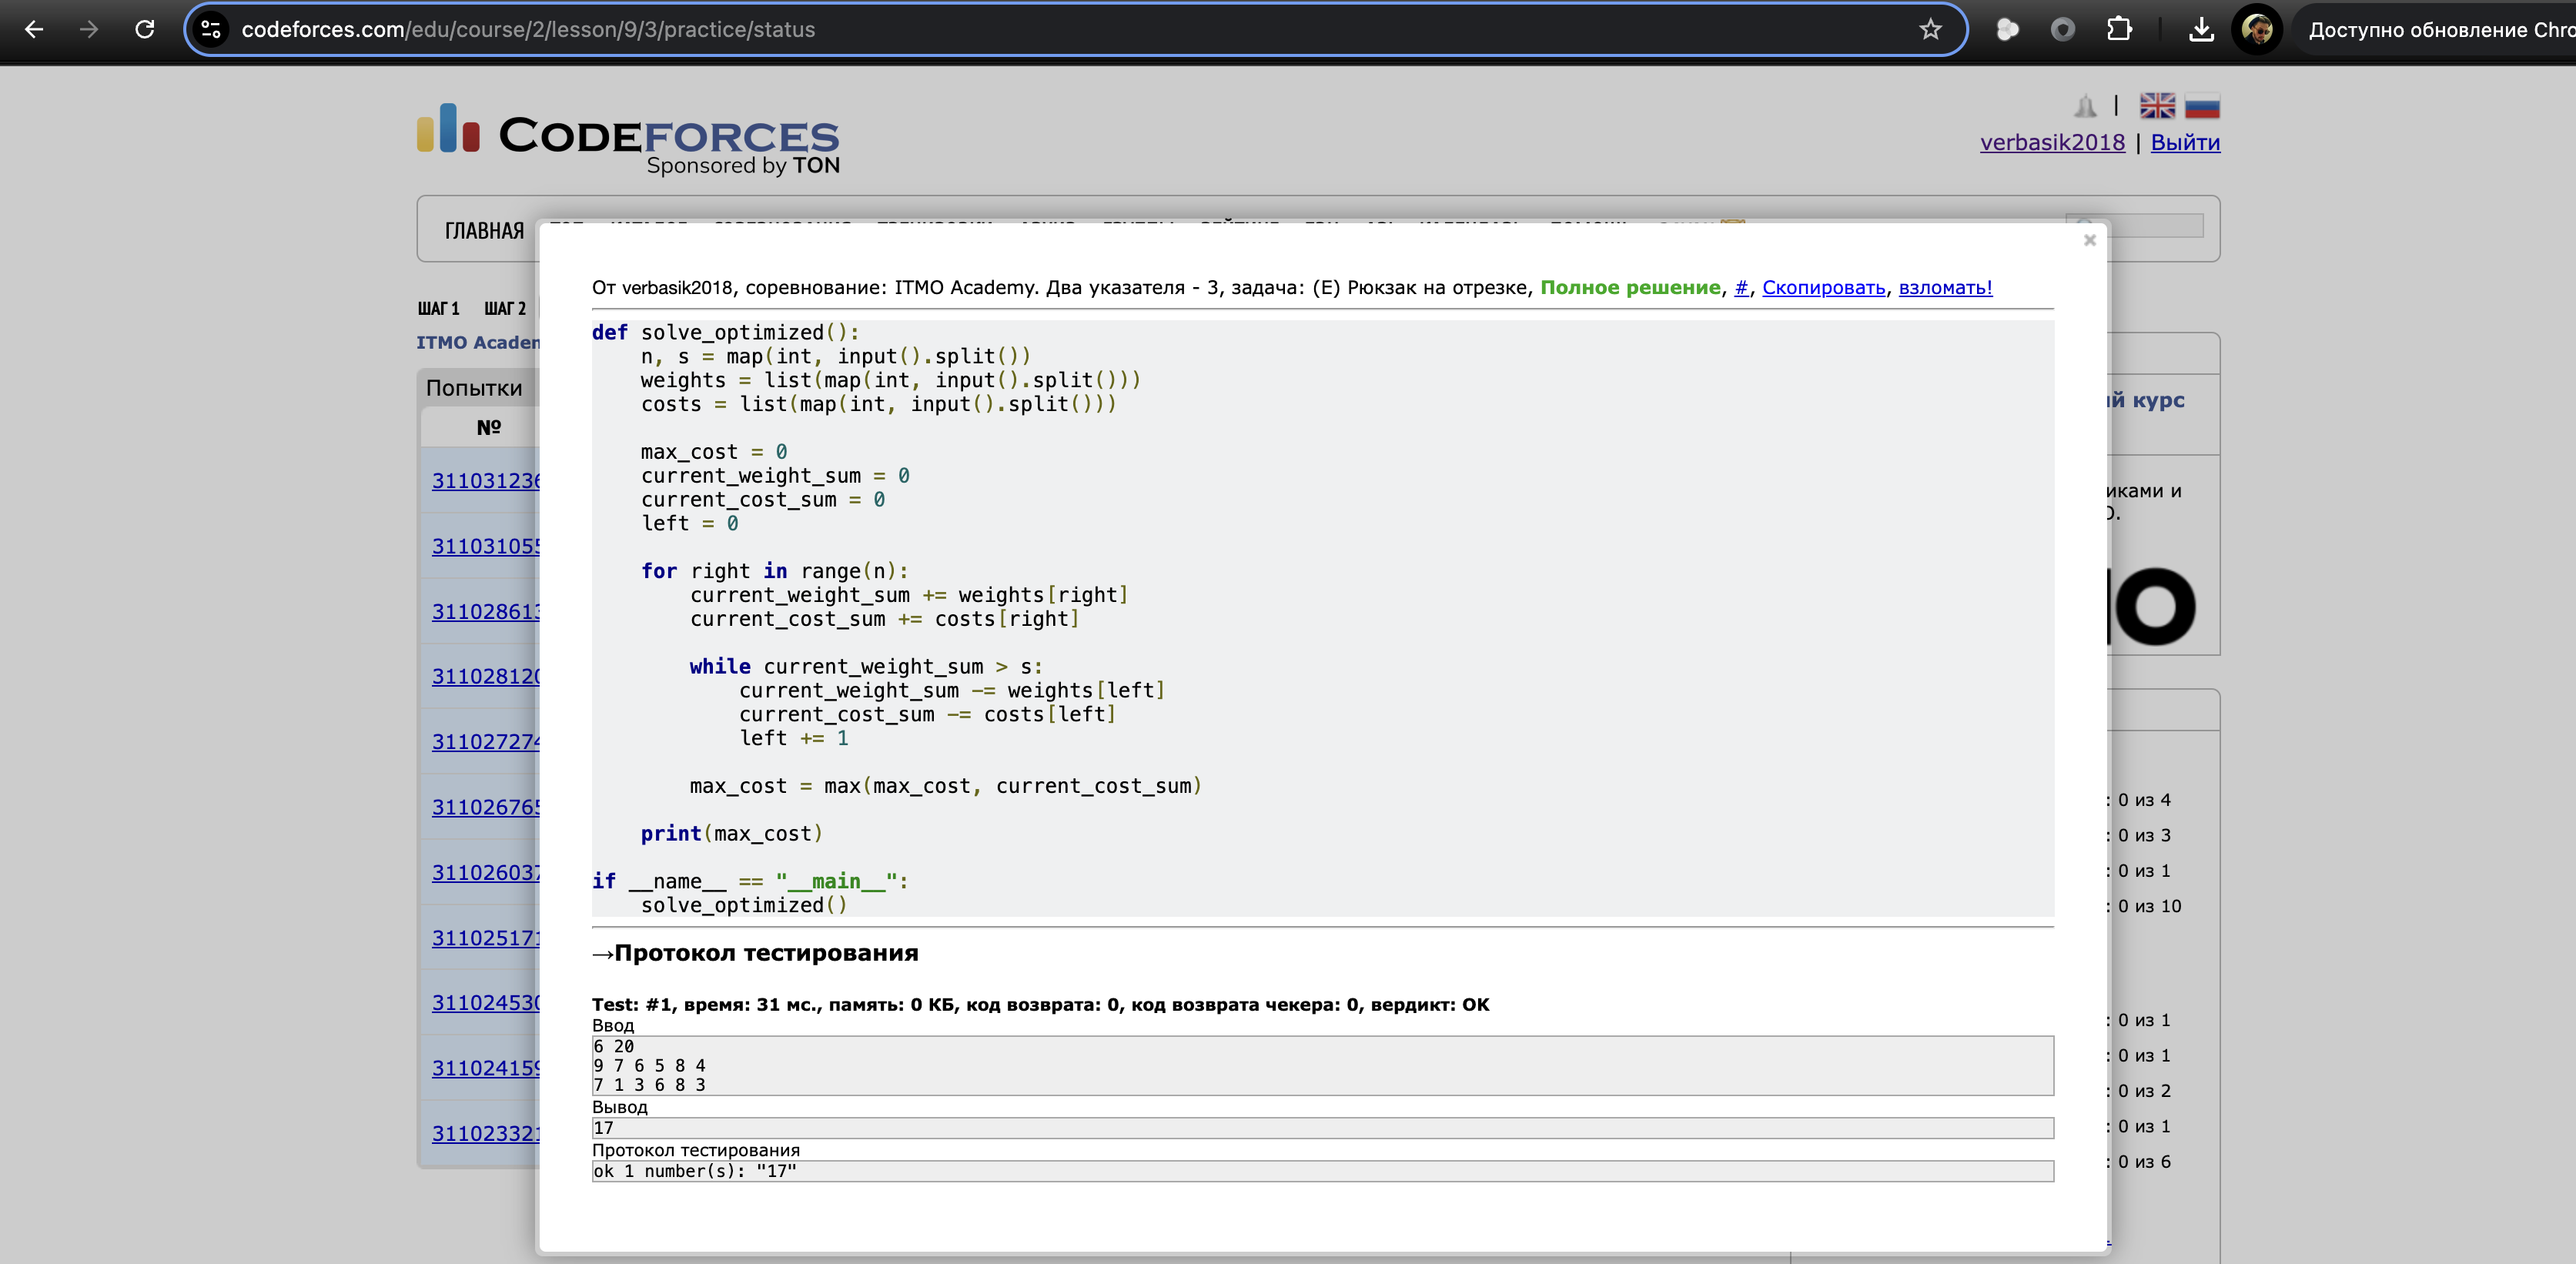 codeforces.com/edu/course/2/lesson/9/3/practice/status
Доступно обновление Chro
CODEFORCES
Sponsored by TON
verbasik2018 | Выйти
ГЛАВНАЯ
ШАГ 1 ШАГ 2
ITMO Academ
Попытки
№
311031236
311031055
311028613
311028120
311027274
311026765
311026037
311025171
311024530
311024159
311023321
От verbasik2018, соревнование: ITMO Academy. Два указателя - 3, задача: (E) Рюкзак на отрезке, Полное решение, #, Скопировать, взломать!
def solve_optimized():
    n, s = map(int, input().split())
    weights = list(map(int, input().split()))
    costs = list(map(int, input().split()))
    max_cost = 0
    current_weight_sum = 0
    current_cost_sum = 0
    left = 0
    for right in range(n):
        current_weight_sum += weights[right]
        current_cost_sum += costs[right]
        while current_weight_sum > s:
            current_weight_sum -= weights[left]
            current_cost_sum -= costs[left]
            left += 1
        max_cost = max(max_cost, current_cost_sum)
    print(max_cost)
if __name__ == "__main__":
    solve_optimized()
→Протокол тестирования
Test: #1, время: 31 мс., память: 0 КБ, код возврата: 0, код возврата чекера: 0, вердикт: OK
Ввод
6 20
9 7 6 5 8 4
7 1 3 6 8 3
Вывод
17
Протокол тестирования
ok 1 number(s): "17"
й курс
иками и
О.
: 0 из 4
: 0 из 3
: 0 из 1
: 0 из 10
: 0 из 1
: 0 из 1
: 0 из 2
: 0 из 1
: 0 из 6